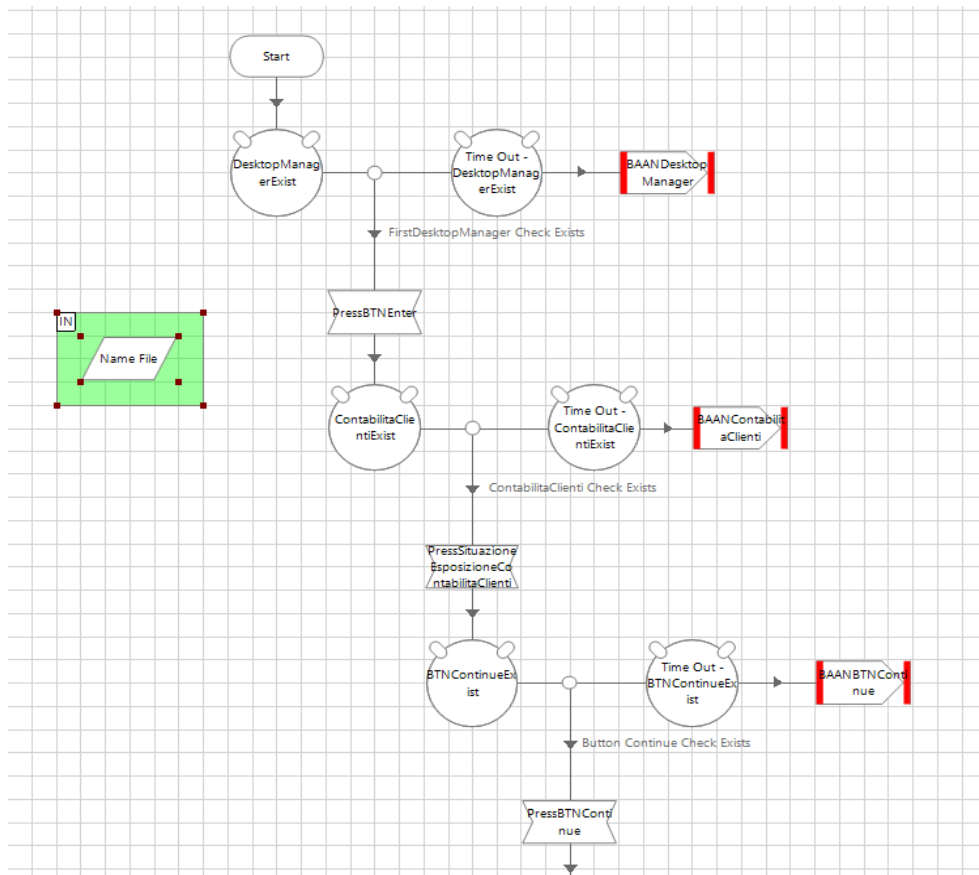 Start
DesktopManag
erExist
Time Out -
DesktopManag
erExist
BAANDesktop
Manager
FirstDesktopManager Check Exists
PressBTNEnter
IN
Name File
ContabilitaClie
ntiExist
Time Out -
ContabilitaClie
ntiExist
BAANContabilit
aClienti
ContabilitaClienti Check Exists
PressSituazione
EsposizioneCo
ntabilitaClienti
BTNContinueEx
ist
Time Out -
BTNContinueEx
ist
BAANBTNConti
nue
Button Continue Check Exists
PressBTNConti
nue